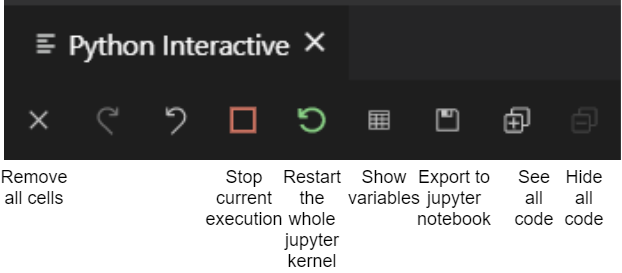 Python Interactive
Remove
all cells
Stop
current
execution
Restart
the
whole
jupyter
kernel
Show
variables
Export to
jupyter
notebook
See
all
code
Hide
all
code